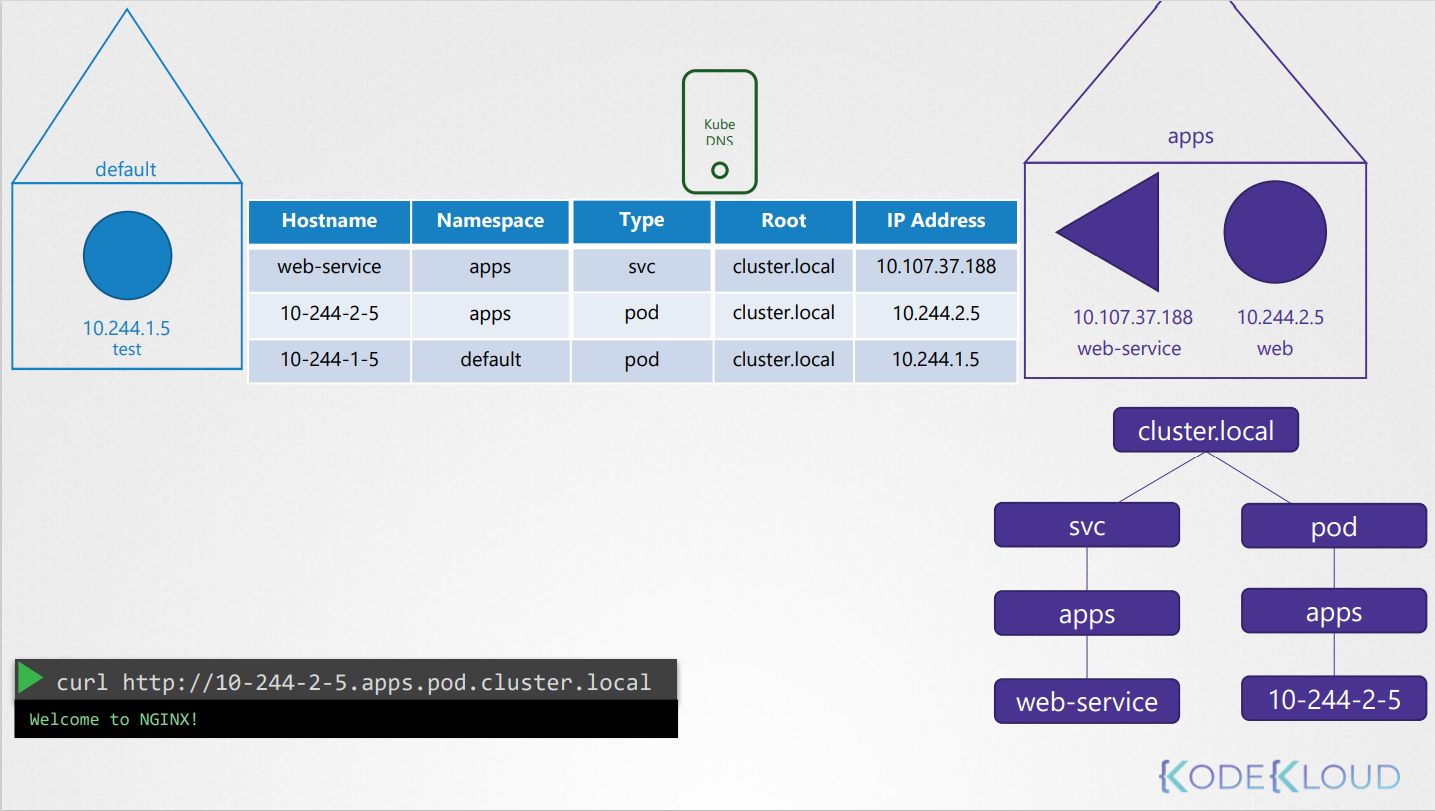 default
10.244.1.5
test
Kube
DNS
Hostname Namespace Type Root IP Address
web-service apps svc cluster.local 10.107.37.188
10-244-2-5 apps pod cluster.local 10.244.2.5
10-244-1-5 default pod cluster.local 10.244.1.5
apps
10.107.37.188 10.244.2.5
web-service web
cluster.local
svc pod
apps apps
web-service 10-244-2-5
curl http://10-244-2-5.apps.pod.cluster.local
Welcome to NGINX!
KODEKLOUD